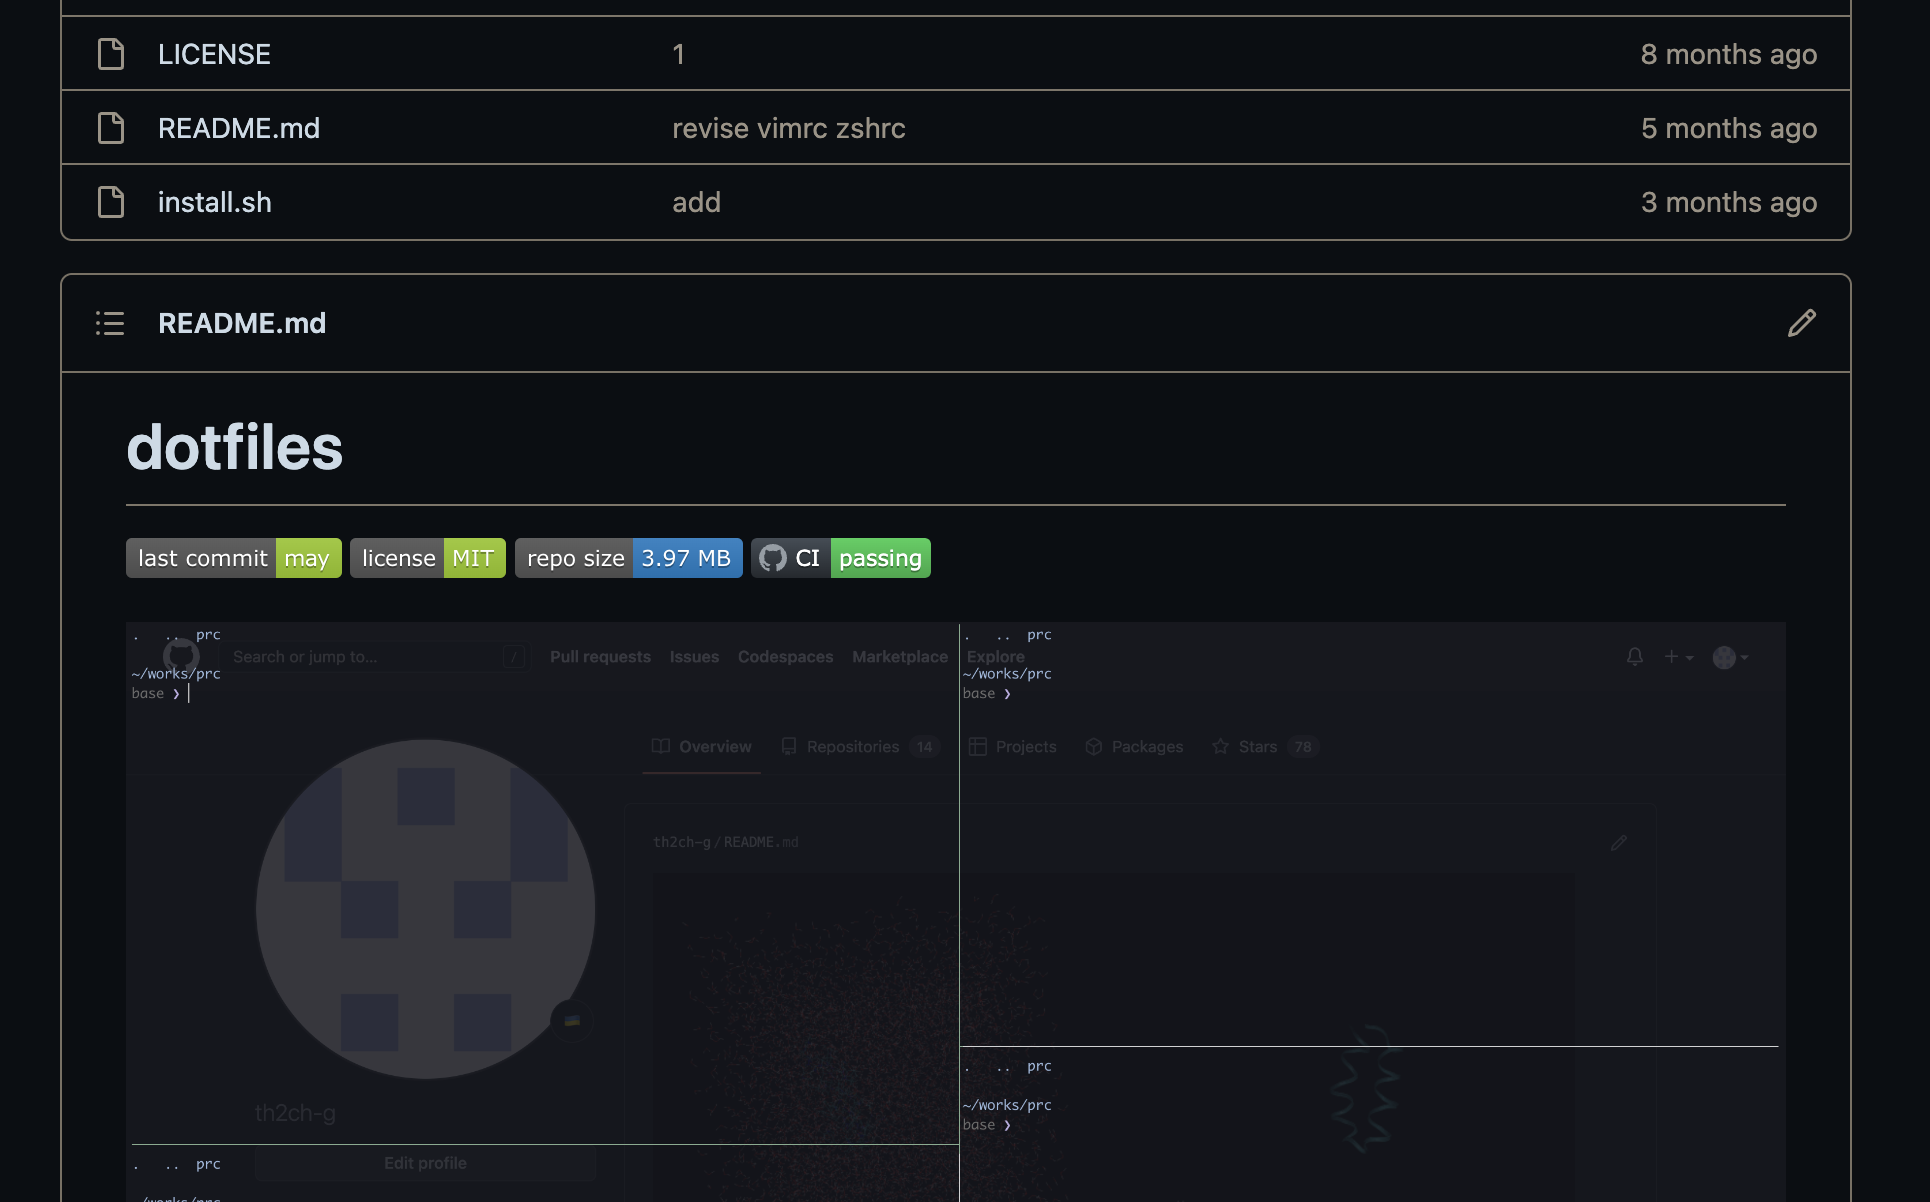 LICENSE 1 8 months ago
README.md revise vimrc zshrc 5 months ago
install.sh add 3 months ago
README.md
dotfiles
last commit may license MIT repo size 3.97 MB CI passing
. .. prc . .. prc
Search or jump to... / Pull requests Issues Codespaces Marketplace Explore
~/works/prc ~/works/prc
base ❯ base ❯
Overview Repositories 14 Projects Packages Stars 78
th2ch-g/README.md
. .. prc
~/works/prc
base ❯
th2ch-g
Edit profile
. .. prc
~/works/prc